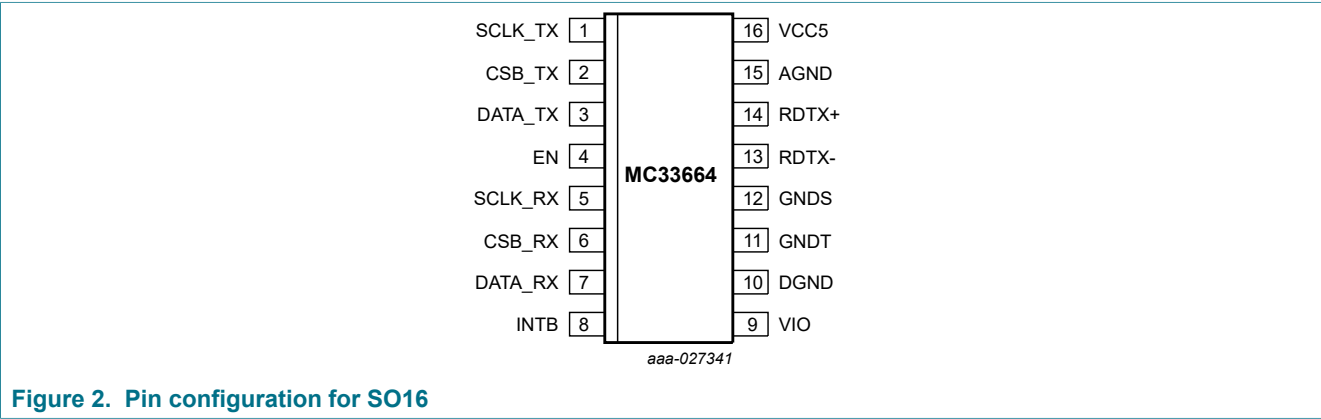 SCLK_TX 1 16 VCC5
CSB_TX 2 15 AGND
DATA_TX 3 14 RDTX+
EN 4 13 RDTX-
MC33664
SCLK_RX 5 12 GNDS
CSB_RX 6 11 GNDT
DATA_RX 7 10 DGND
INTB 8 9 VIO
aaa-027341
Figure 2. Pin configuration for SO16